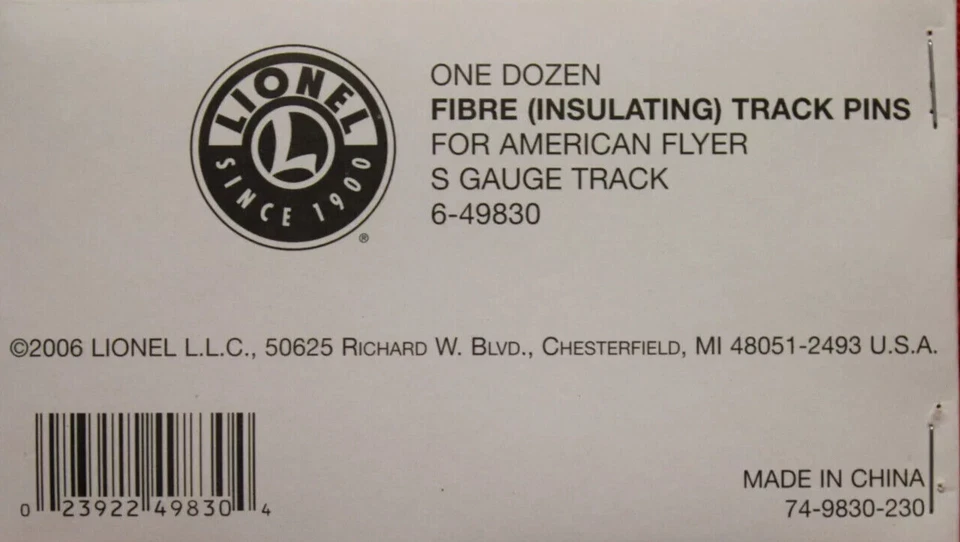 LIONEL
L
SINCE 1900
®
ONE DOZEN
FIBRE (INSULATING) TRACK PINS
FOR AMERICAN FLYER
S GAUGE TRACK
6-49830
©2006 LIONEL L.L.C., 50625 RICHARD W. BLVD., CHESTERFIELD, MI 48051-2493 U.S.A.
0 23922 49830 4
MADE IN CHINA
74-9830-230